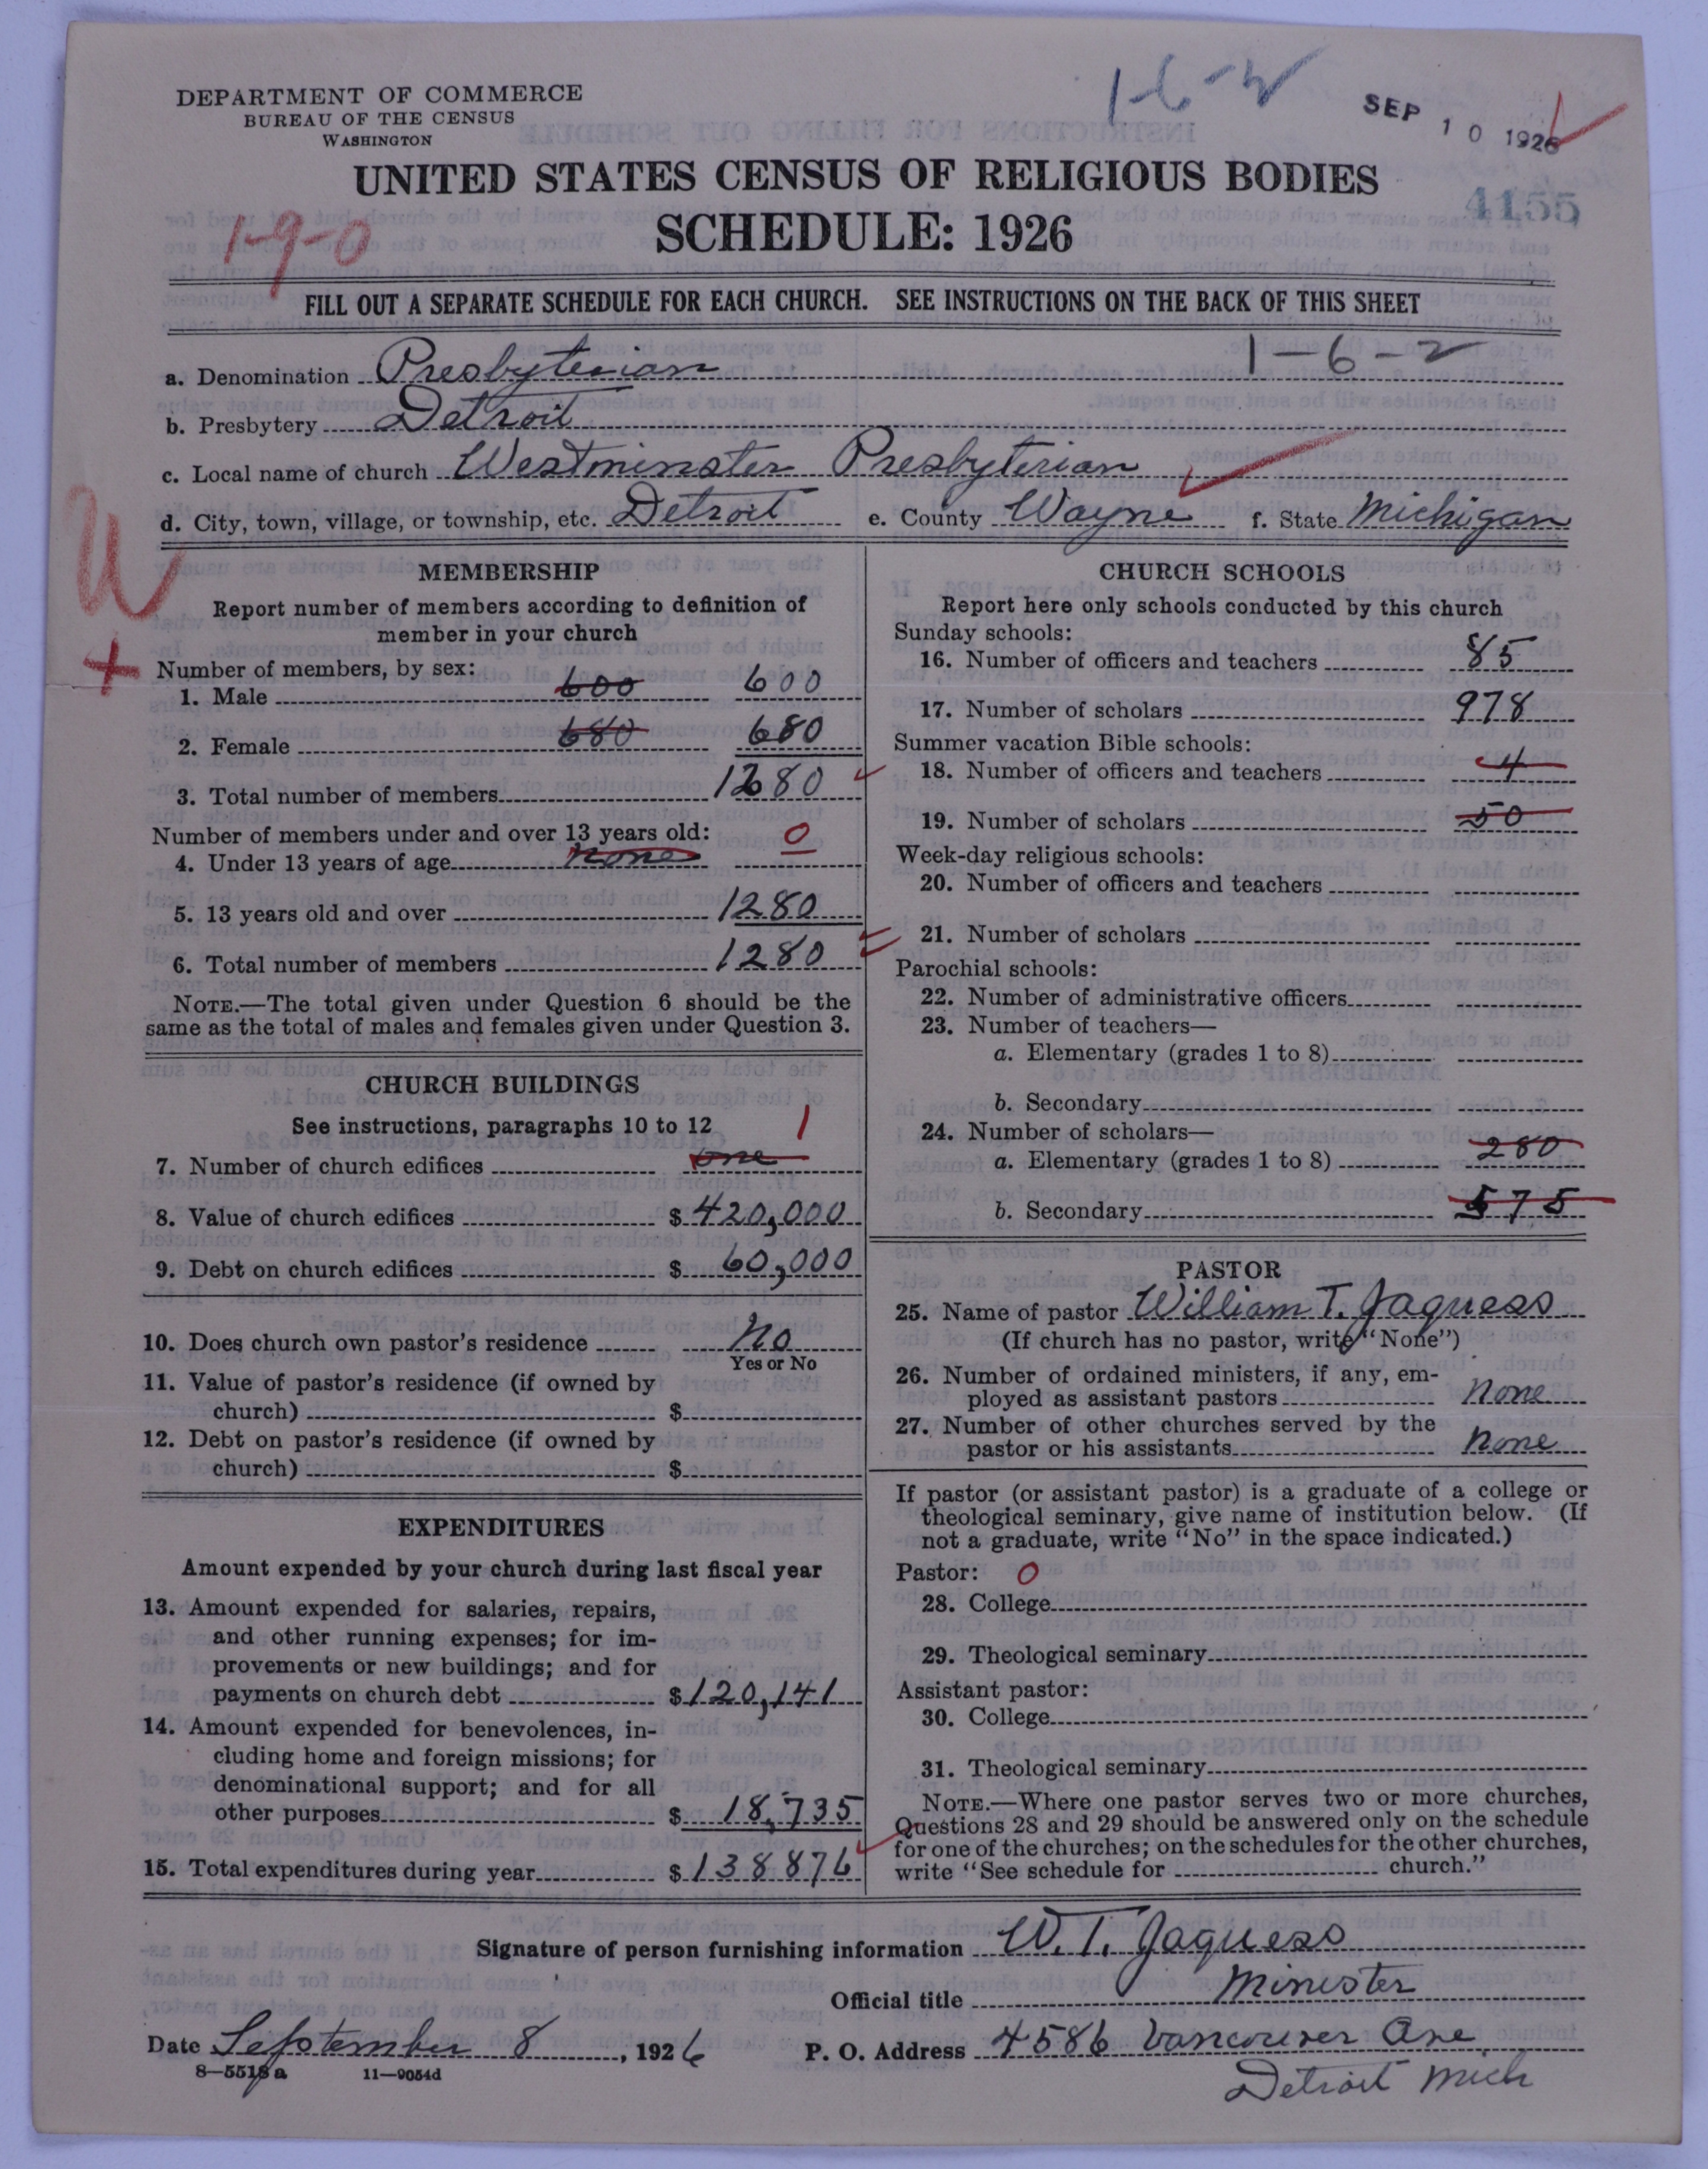 DEPARTMENT OF COMMERCE
BUREAU OF THE CENSUS
WASHINGTON
1-6-2
SEP 10 1926
UNITED STATES CENSUS OF RELIGIOUS BODIES
4155
SCHEDULE: 1926
1-9-0
FILL OUT A SEPARATE SCHEDULE FOR EACH CHURCH. SEE INSTRUCTIONS ON THE BACK OF THIS SHEET
1-6-2
a. Denomination Presbyterian
b. Presbytery Detroit
c. Local name of church Westminster Presbyterian
d. City, town, village, or township, etc. Detroit e. County Wayne f. State Michigan
W
MEMBERSHIP
Report number of members according to definition of
member in your church
+
Number of members, by sex:
1. Male 600 600
2. Female 680 680
3. Total number of members 1280
Number of members under and over 13 years old: 0
4. Under 13 years of age none
5. 13 years old and over 1280
6. Total number of members 1280
NOTE.—The total given under Question 6 should be the
same as the total of males and females given under Question 3.
CHURCH BUILDINGS
See instructions, paragraphs 10 to 12 1
7. Number of church edifices one
8. Value of church edifices $ 420,000
9. Debt on church edifices $ 60,000
10. Does church own pastor's residence No
Yes or No
11. Value of pastor's residence (if owned by
church) $
12. Debt on pastor's residence (if owned by
church) $
EXPENDITURES
Amount expended by your church during last fiscal year
13. Amount expended for salaries, repairs,
and other running expenses; for im-
provements or new buildings; and for
payments on church debt $ 120,141
14. Amount expended for benevolences, in-
cluding home and foreign missions; for
denominational support; and for all
other purposes $ 18,735
15. Total expenditures during year $ 138876
CHURCH SCHOOLS
Report here only schools conducted by this church
Sunday schools:
16. Number of officers and teachers 85
17. Number of scholars 978
Summer vacation Bible schools:
18. Number of officers and teachers 4
19. Number of scholars 50
Week-day religious schools:
20. Number of officers and teachers
21. Number of scholars
Parochial schools:
22. Number of administrative officers
23. Number of teachers—
a. Elementary (grades 1 to 8)
b. Secondary
24. Number of scholars—
a. Elementary (grades 1 to 8) 280
b. Secondary 575
PASTOR
25. Name of pastor William T. Jaquess
(If church has no pastor, write "None")
26. Number of ordained ministers, if any, em-
ployed as assistant pastors none
27. Number of other churches served by the
pastor or his assistants none
If pastor (or assistant pastor) is a graduate of a college or
theological seminary, give name of institution below. (If
not a graduate, write "No" in the space indicated.)
Pastor: 0
28. College
29. Theological seminary
Assistant pastor:
30. College
31. Theological seminary
NOTE.—Where one pastor serves two or more churches,
Questions 28 and 29 should be answered only on the schedule
for one of the churches; on the schedules for the other churches,
write "See schedule for church."
Signature of person furnishing information W. T. Jaquess
Official title Minister
Date September 8, 1926 P. O. Address 4586 Vancouver Ave
8—5518a 11—9054d
Detroit Mich